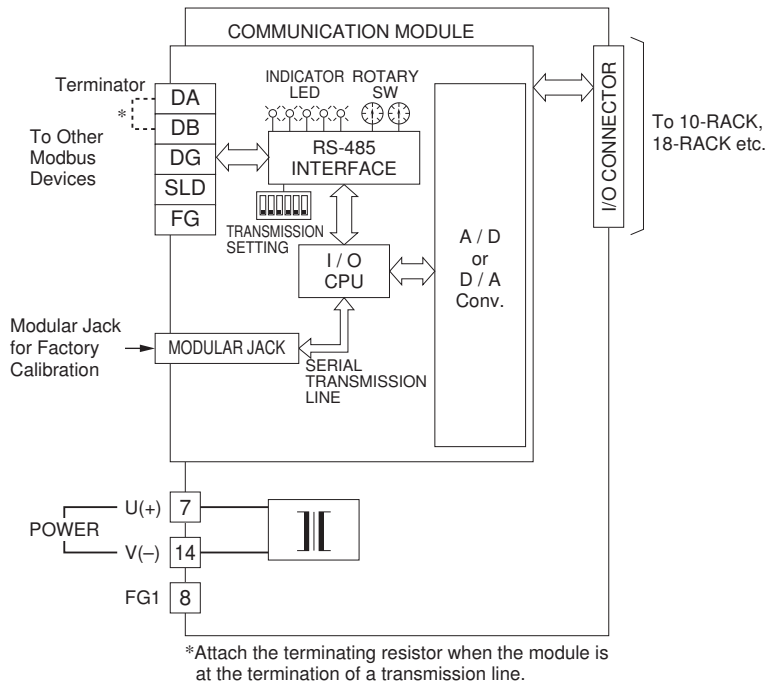 COMMUNICATION MODULE
Terminator
*
To Other
Modbus
Devices
DA
DB
DG
SLD
FG
INDICATOR
LED
ROTARY
SW
RS-485
INTERFACE
TRANSMISSION
SETTING
I / O
CPU
A / D
or
D / A
Conv.
I/O CONNECTOR
To 10-RACK,
18-RACK etc.
Modular Jack
for Factory
Calibration
MODULAR JACK
SERIAL
TRANSMISSION
LINE
POWER
U(+)
7
V(–)
14
FG1
8
*Attach the terminating resistor when the module is
at the termination of a transmission line.